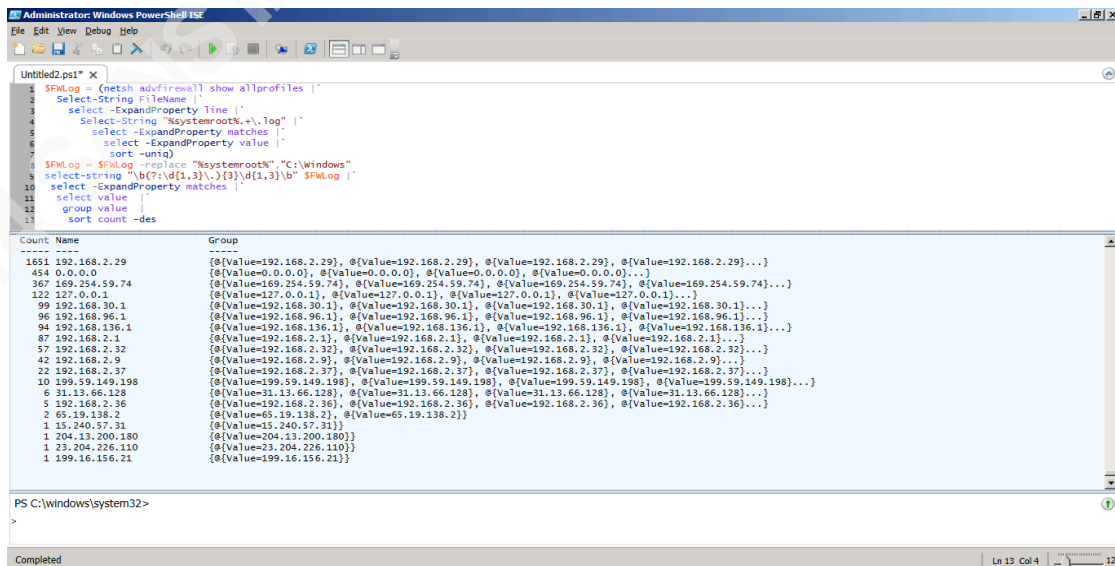 Administrator: Windows PowerShell ISE
File Edit View Debug Help
Untitled2.ps1* X
1 $FWLog = (netsh advfirewall show allprofiles |`
2 Select-String FileName |`
3 select -ExpandProperty line |`
4 Select-String "%systemroot%.+\.log" |`
5 select -ExpandProperty matches |`
6 select -ExpandProperty value |`
7 sort -uniq)
8 $FWLog = $FWLog -replace "%systemroot%","C:\Windows"
9 select-string "\b(?:\d{1,3}\.){3}\d{1,3}\b" $FWLog |`
10 select -ExpandProperty matches |`
11 select value |`
12 group value |
13 sort count -des
Count Name Group
----- ---- -----
1651 192.168.2.29 {@{Value=192.168.2.29}, @{Value=192.168.2.29}, @{Value=192.168.2.29}, @{Value=192.168.2.29}...}
454 0.0.0.0 {@{Value=0.0.0.0}, @{Value=0.0.0.0}, @{Value=0.0.0.0}, @{Value=0.0.0.0}...}
367 169.254.59.74 {@{Value=169.254.59.74}, @{Value=169.254.59.74}, @{Value=169.254.59.74}, @{Value=169.254.59.74}...}
122 127.0.0.1 {@{Value=127.0.0.1}, @{Value=127.0.0.1}, @{Value=127.0.0.1}, @{Value=127.0.0.1}...}
99 192.168.30.1 {@{Value=192.168.30.1}, @{Value=192.168.30.1}, @{Value=192.168.30.1}, @{Value=192.168.30.1}...}
96 192.168.96.1 {@{Value=192.168.96.1}, @{Value=192.168.96.1}, @{Value=192.168.96.1}, @{Value=192.168.96.1}...}
94 192.168.136.1 {@{Value=192.168.136.1}, @{Value=192.168.136.1}, @{Value=192.168.136.1}, @{Value=192.168.136.1}...}
87 192.168.2.1 {@{Value=192.168.2.1}, @{Value=192.168.2.1}, @{Value=192.168.2.1}, @{Value=192.168.2.1}...}
57 192.168.2.32 {@{Value=192.168.2.32}, @{Value=192.168.2.32}, @{Value=192.168.2.32}, @{Value=192.168.2.32}...}
42 192.168.2.9 {@{Value=192.168.2.9}, @{Value=192.168.2.9}, @{Value=192.168.2.9}, @{Value=192.168.2.9}...}
22 192.168.2.37 {@{Value=192.168.2.37}, @{Value=192.168.2.37}, @{Value=192.168.2.37}, @{Value=192.168.2.37}...}
10 199.59.149.198 {@{Value=199.59.149.198}, @{Value=199.59.149.198}, @{Value=199.59.149.198}, @{Value=199.59.149.198}...}
6 31.13.66.128 {@{Value=31.13.66.128}, @{Value=31.13.66.128}, @{Value=31.13.66.128}, @{Value=31.13.66.128}...}
5 192.168.2.36 {@{Value=192.168.2.36}, @{Value=192.168.2.36}, @{Value=192.168.2.36}, @{Value=192.168.2.36}...}
2 65.19.138.2 {@{Value=65.19.138.2}, @{Value=65.19.138.2}}
1 15.240.57.31 {@{Value=15.240.57.31}}
1 204.13.200.180 {@{Value=204.13.200.180}}
1 23.204.226.110 {@{Value=23.204.226.110}}
1 199.16.156.21 {@{Value=199.16.156.21}}
PS C:\windows\system32>
>
Completed Ln 13 Col 4 12